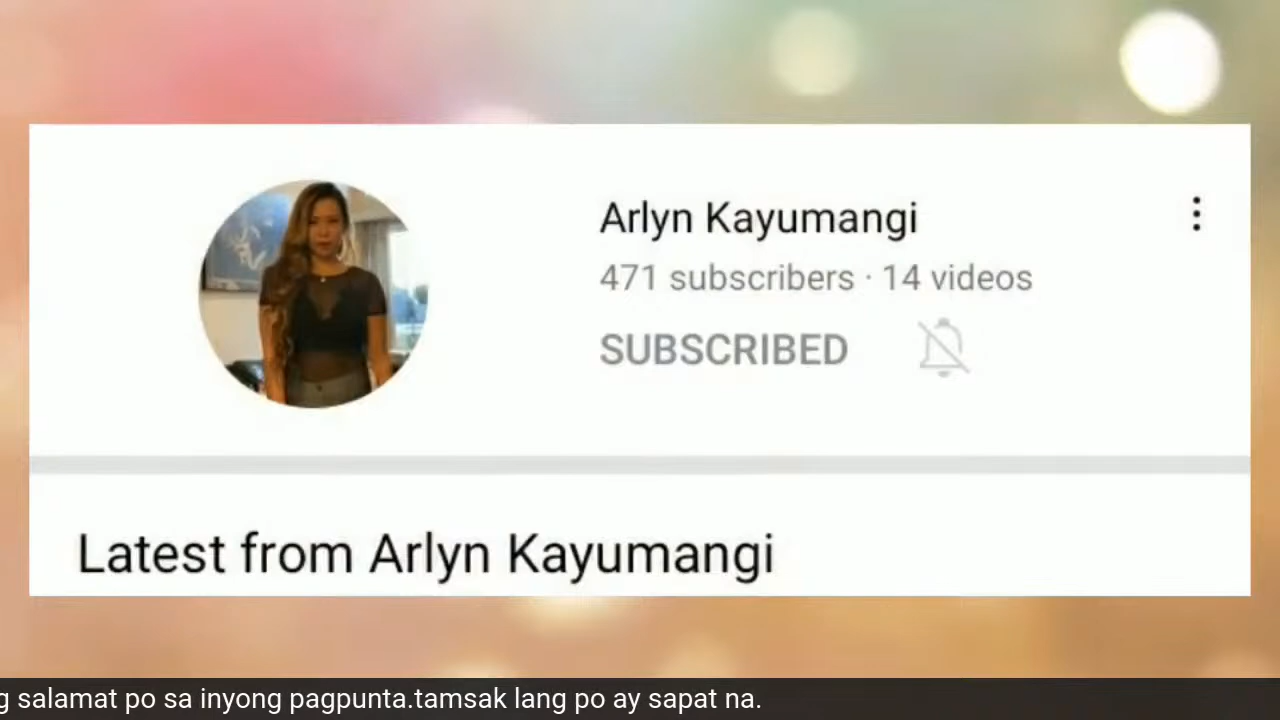 Arlyn Kayumangi
471 subscribers · 14 videos
SUBSCRIBED
Latest from Arlyn Kayumangi
g salamat po sa inyong pagpunta.tamsak lang po ay sapat na.